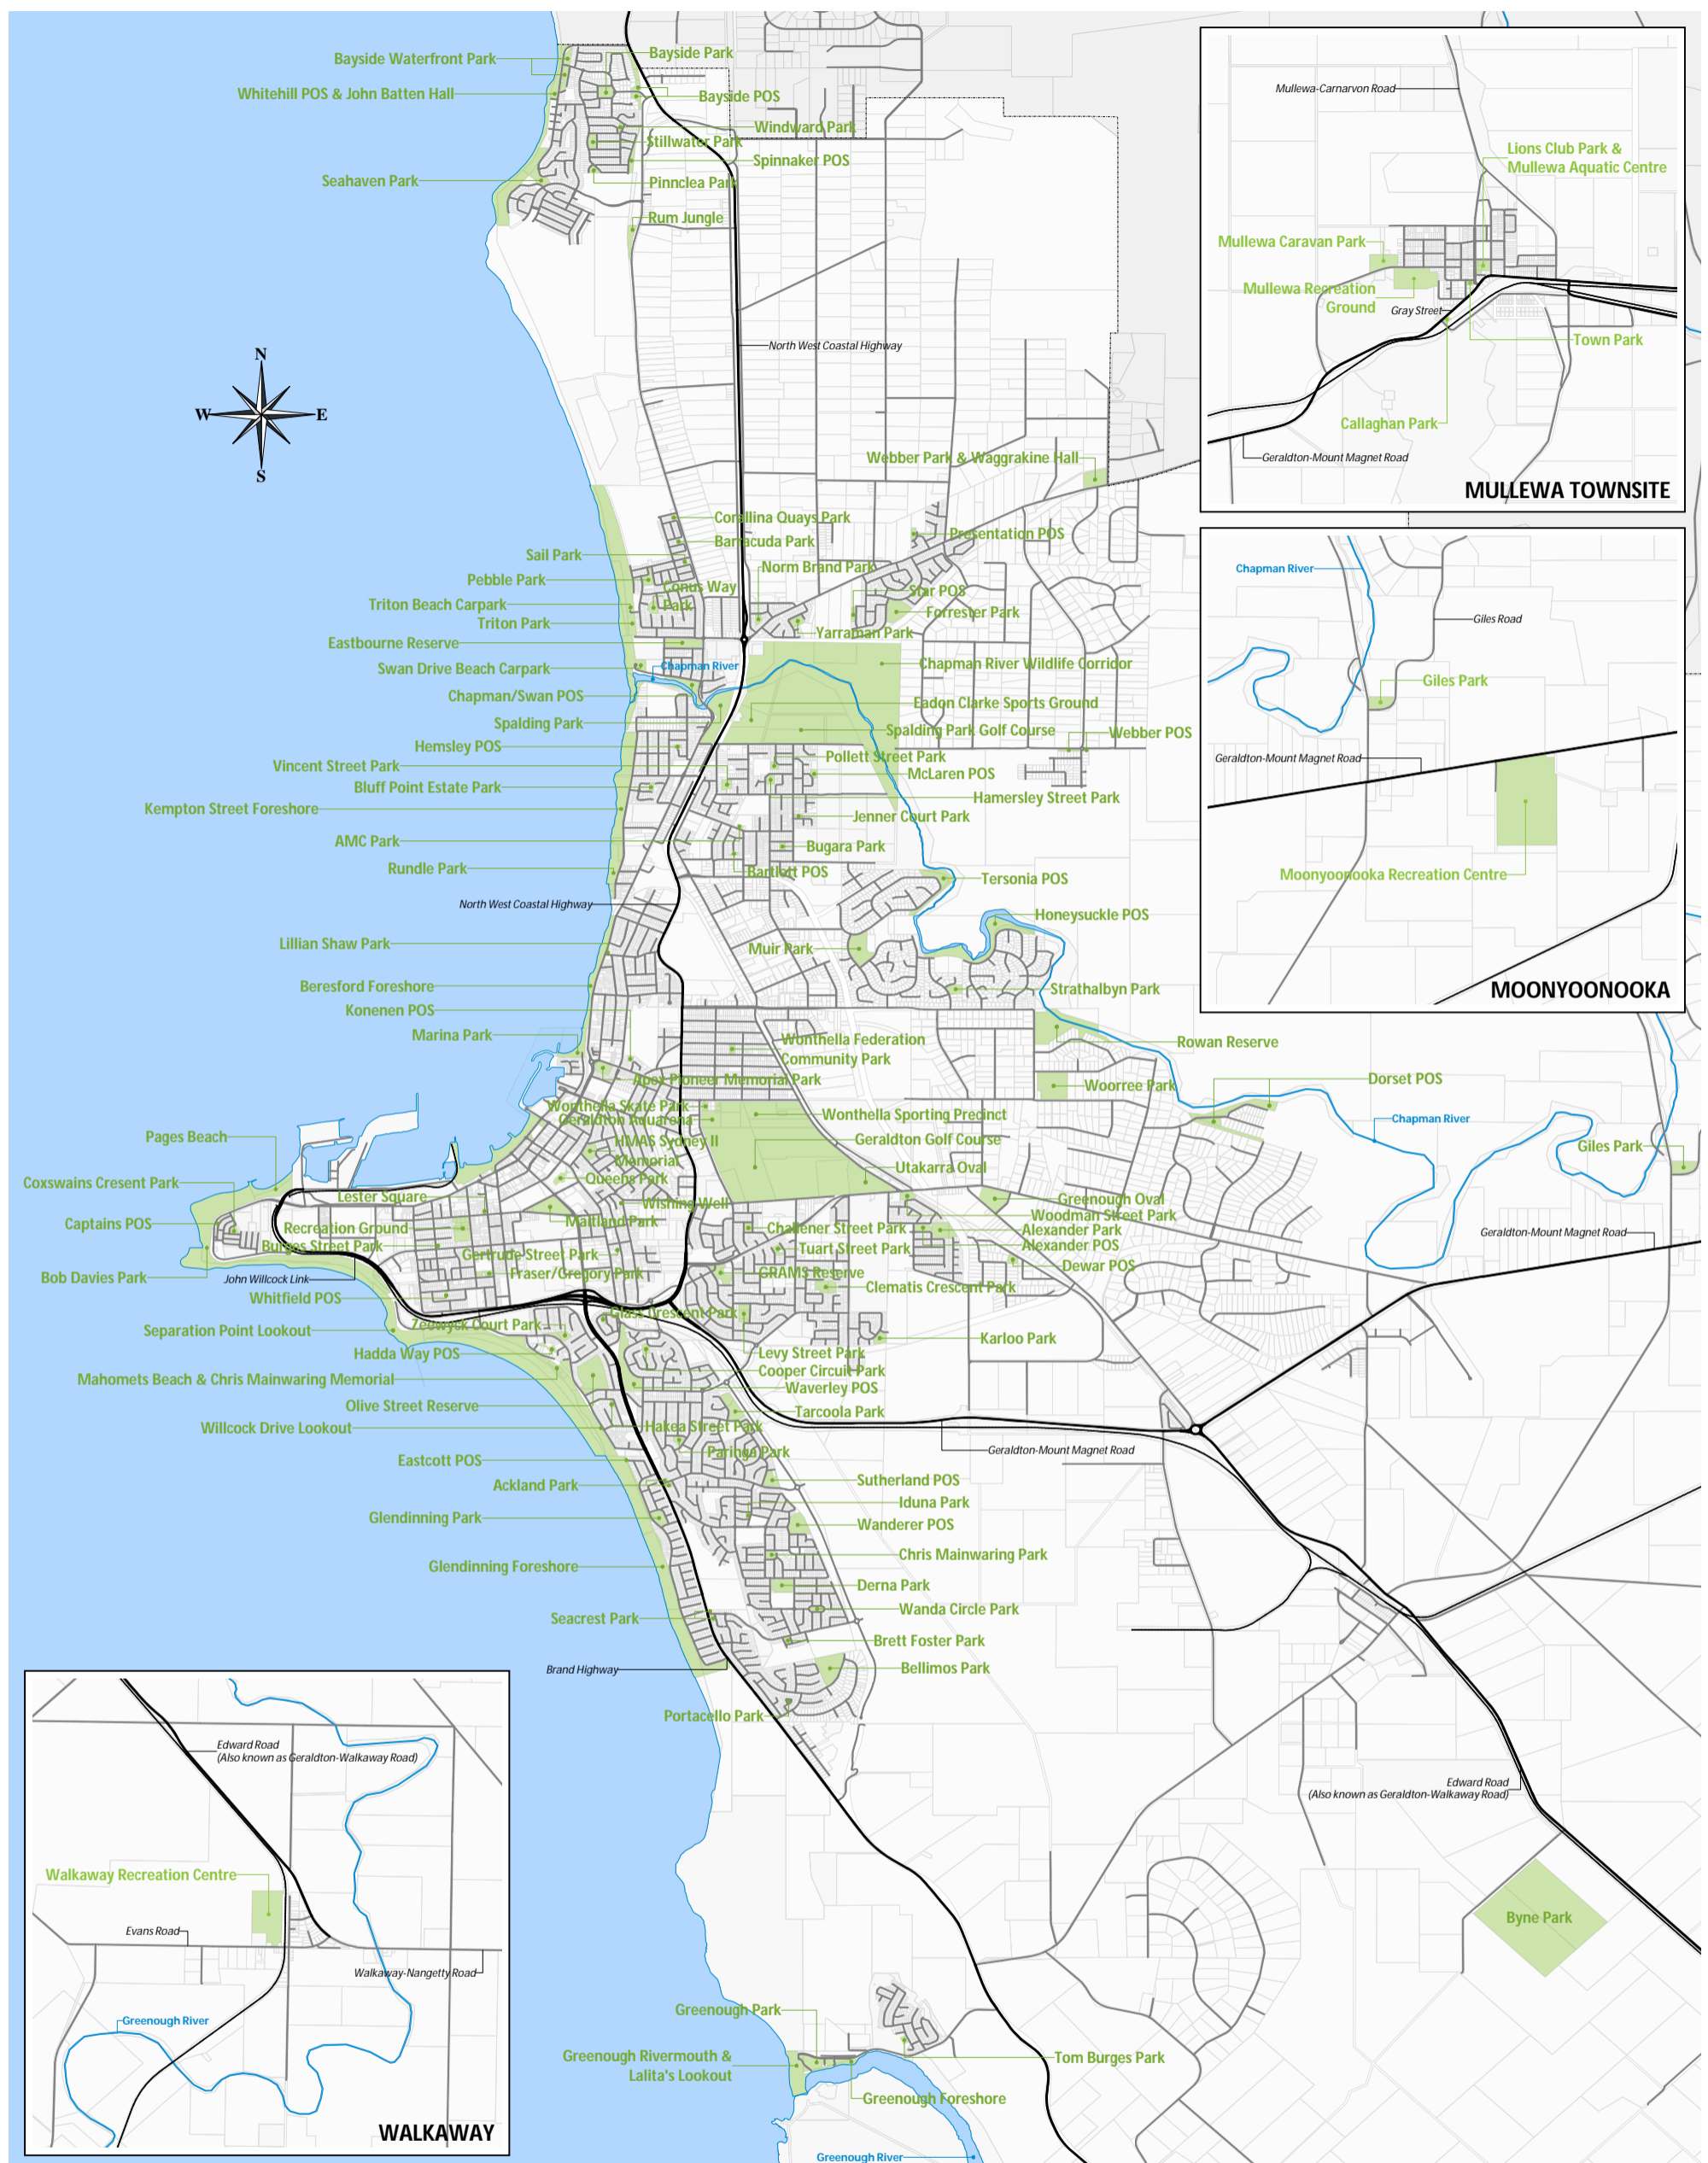 Bayside Waterfront Park
Bayside Park
Whitehill POS & John Batten Hall
Bayside POS
Windward Park
Stillwater Park
Spinnaker POS
Seahaven Park
Pinnclea Park
Rum Jungle
North West Coastal Highway
N
W
E
S
Webber Park & Waggrakine Hall
Corallina Quays Park
Barracuda Park
Presentation POS
Sail Park
Norm Brand Park
Pebble Park
Conus Way
Park
Star POS
Triton Beach Carpark
Forrester Park
Triton Park
Yarraman Park
Eastbourne Reserve
Swan Drive Beach Carpark
Chapman River
Chapman River Wildlife Corridor
Chapman/Swan POS
Eadon Clarke Sports Ground
Spalding Park
Spalding Park Golf Course
Webber POS
Hemsley POS
Pollett Street Park
Vincent Street Park
McLaren POS
Bluff Point Estate Park
Hamersley Street Park
Kempton Street Foreshore
Jenner Court Park
AMC Park
Bugara Park
Rundle Park
Bartlott POS
Tersonia POS
North West Coastal Highway
Honeysuckle POS
Lillian Shaw Park
Muir Park
Beresford Foreshore
Strathalbyn Park
Konenen POS
Marina Park
Wonthella Federation
Community Park
Rowan Reserve
Apex Pioneer Memorial Park
Woorree Park
Dorset POS
Wonthella Skate Park
Wonthella Sporting Precinct
Geraldton Aquarena
Chapman River
Pages Beach
HMAS Sydney II
Memorial
Geraldton Golf Course
Giles Park
Utakarra Oval
Coxswains Cresent Park
Queens Park
Lester Square
Wishing Well
Greenough Oval
Captains POS
Recreation Ground
Maitland Park
Woodman Street Park
Challener Street Park
Alexander Park
Geraldton-Mount Magnet Road
Burges Street Park
Gertrude Street Park
Tuart Street Park
Alexander POS
Bob Davies Park
John Willcock Link
Fraser/Gregory Park
GRAMS Reserve
Dewar POS
Whitfield POS
Clematis Crescent Park
Separation Point Lookout
Zeewyck Court Park
Glass Crescent Park
Karloo Park
Hadda Way POS
Levy Street Park
Cooper Circuit Park
Mahomets Beach & Chris Mainwaring Memorial
Waverley POS
Olive Street Reserve
Tarcoola Park
Willcock Drive Lookout
Hakea Street Park
Geraldton-Mount Magnet Road
Eastcott POS
Paringa Park
Ackland Park
Sutherland POS
Iduna Park
Glendinning Park
Wanderer POS
Glendinning Foreshore
Chris Mainwaring Park
Derna Park
Seacrest Park
Wanda Circle Park
Brett Foster Park
Brand Highway
Bellimos Park
Portacello Park
Edward Road
(Also known as Geraldton-Walkaway Road)
Byne Park
Greenough Park
Greenough Rivermouth &
Lalita's Lookout
Tom Burges Park
Greenough Foreshore
Greenough River
Mullewa-Carnarvon Road
Lions Club Park &
Mullewa Aquatic Centre
Mullewa Caravan Park
Mullewa Recreation
Ground
Gray Street
Town Park
Callaghan Park
Geraldton-Mount Magnet Road
MULLEWA TOWNSITE
Chapman River
Giles Road
Giles Park
Geraldton-Mount Magnet Road
Moonyoonooka Recreation Centre
MOONYOONOOKA
Edward Road
(Also known as Geraldton-Walkaway Road)
Walkaway Recreation Centre
Evans Road
Walkaway-Nangetty Road
Greenough River
WALKAWAY